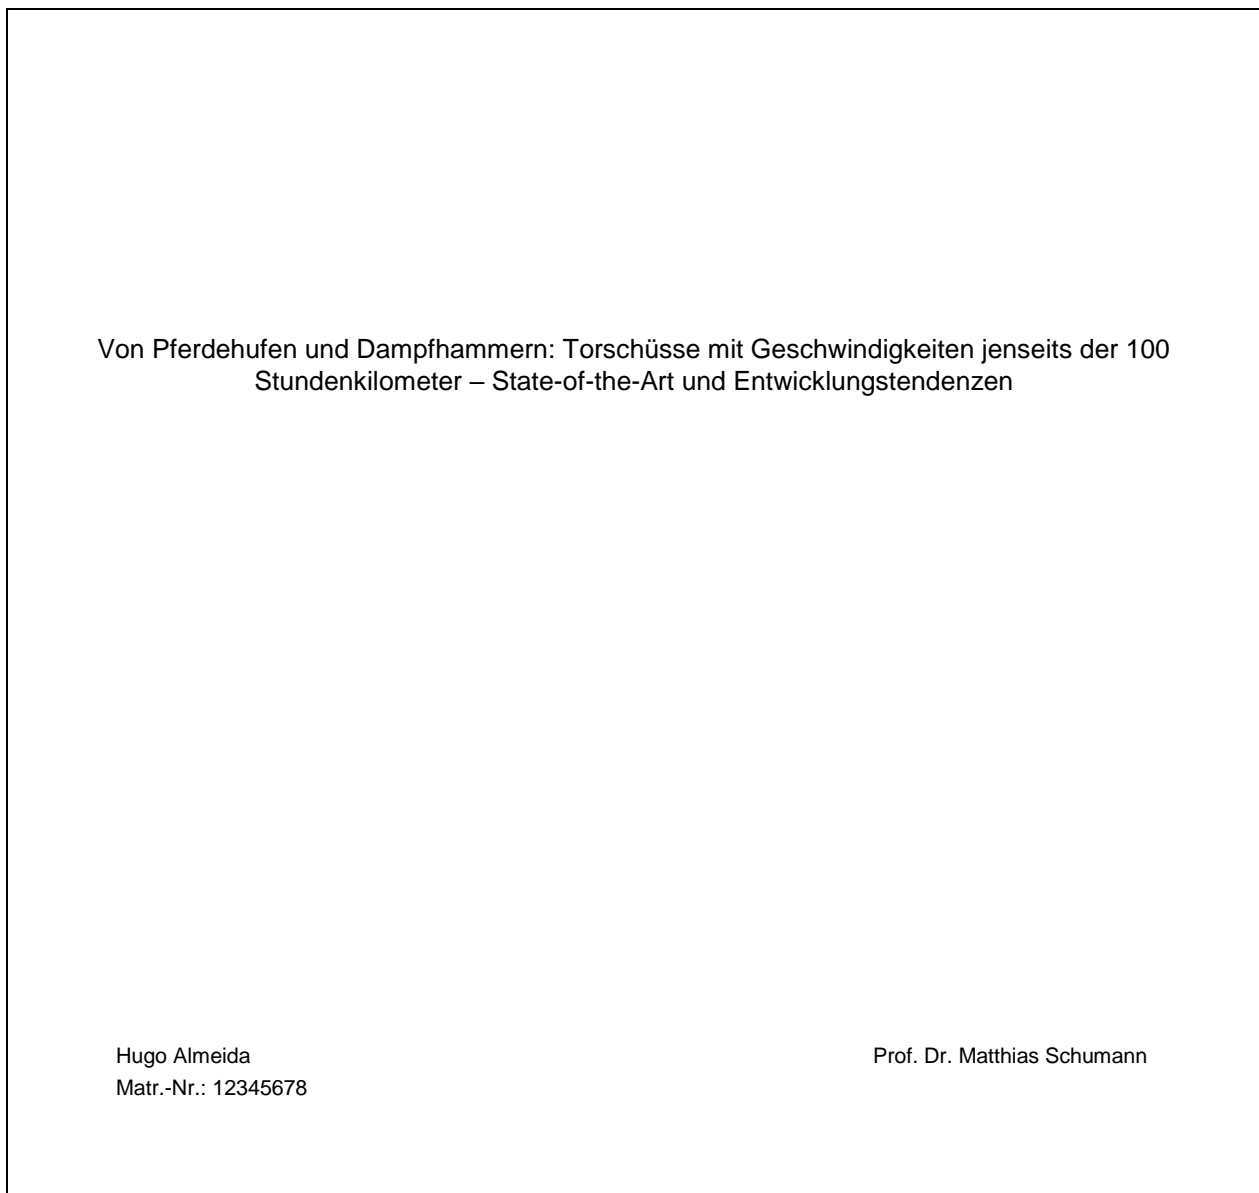 Von Pferdehufen und Dampfhammern: Torschüsse mit Geschwindigkeiten jenseits der 100
Stundenkilometer – State-of-the-Art und Entwicklungstendenzen
Hugo Almeida
Prof. Dr. Matthias Schumann
Matr.-Nr.: 12345678